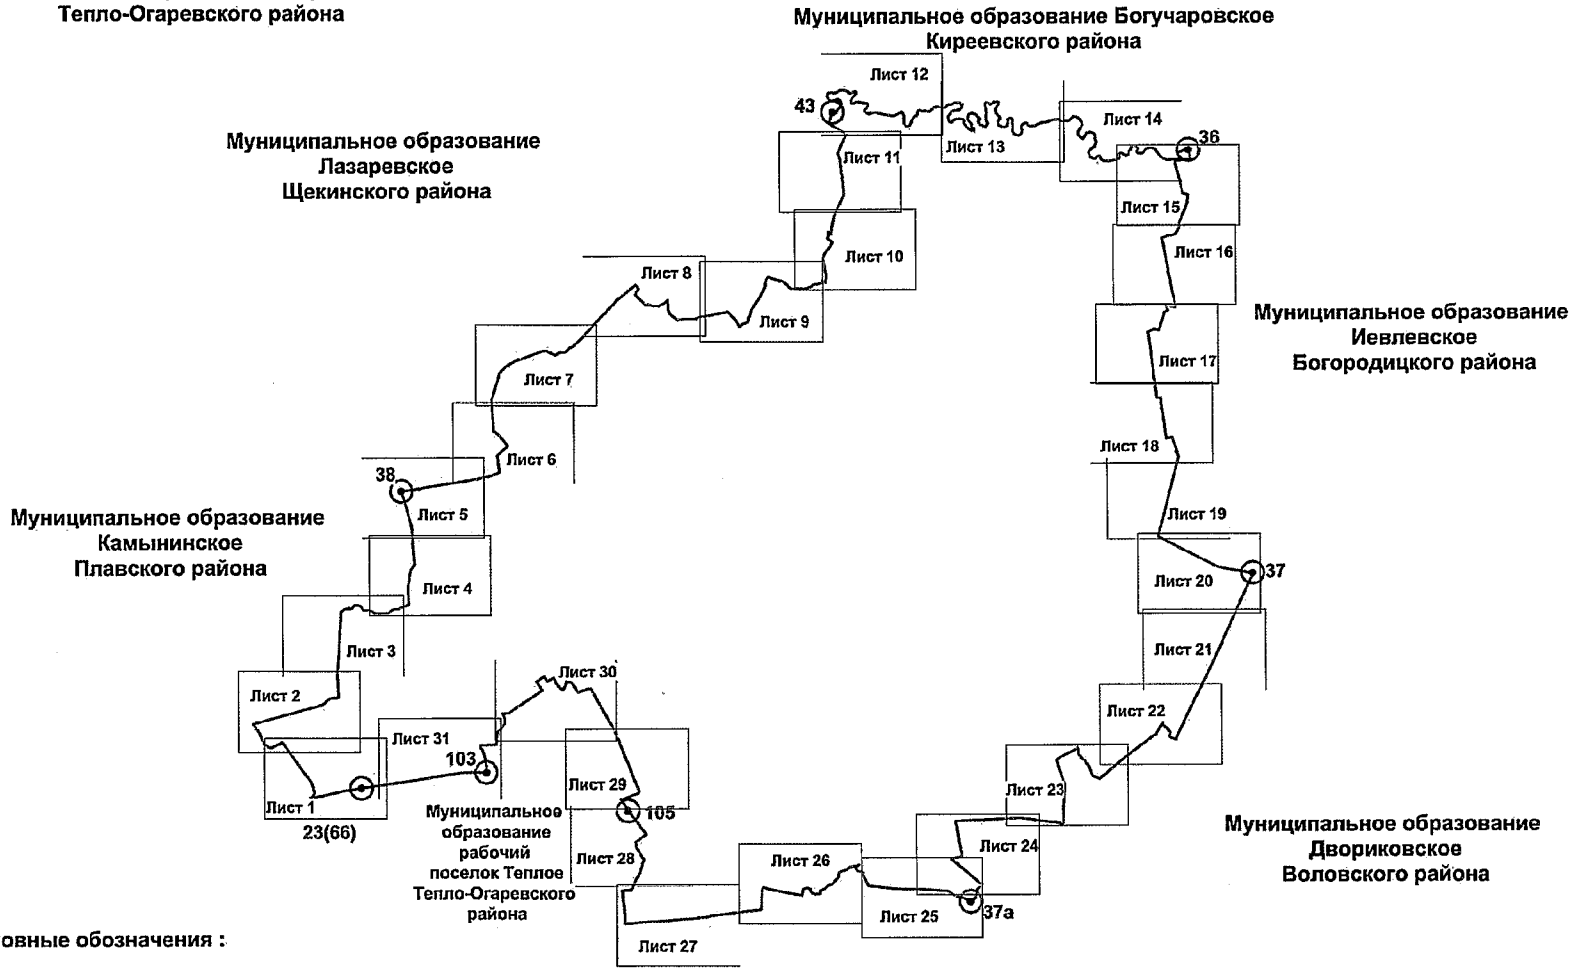 Тепло-Огаревского района
Муниципальное образование Богучаровское
Киреевского района
Лист 12
43
Лист 14
36
Лист 13
Лист 11
Муниципальное образование
Лазаревское
Щекинского района
Лист 15
Лист 16
Лист 10
Лист 8
Лист 9
Муниципальное образование
Иевлевское
Богородицкого района
Лист 17
Лист 7
Лист 18
Лист 6
38
Лист 5
Лист 19
Муниципальное образование
Камынинское
Плавского района
37
Лист 20
Лист 4
Лист 3
Лист 21
Лист 30
Лист 2
Лист 22
Лист 31
103
Лист 29
Лист 23
Лист 1
23(66)
105
Муниципальное
образование
рабочий
поселок Теплое
Тепло-Огаревского
района
Лист 28
Лист 26
Лист 24
Муниципальное образование
Двориковское
Воловского района
Лист 25
37а
Лист 27
овные обозначения :